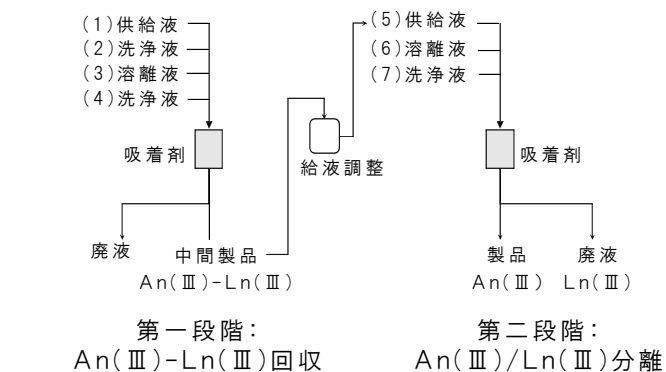 (1)供給液
(2)洗浄液
(3)溶離液
(4)洗浄液
吸着剤
廃液
中間製品
An(Ⅲ)-Ln(Ⅲ)
給液調整
(5)供給液
(6)溶離液
(7)洗浄液
吸着剤
製品
An(Ⅲ)
廃液
Ln(Ⅲ)
第一段階:
An(Ⅲ)-Ln(Ⅲ)回収
第二段階:
An(Ⅲ)/Ln(Ⅲ)分離